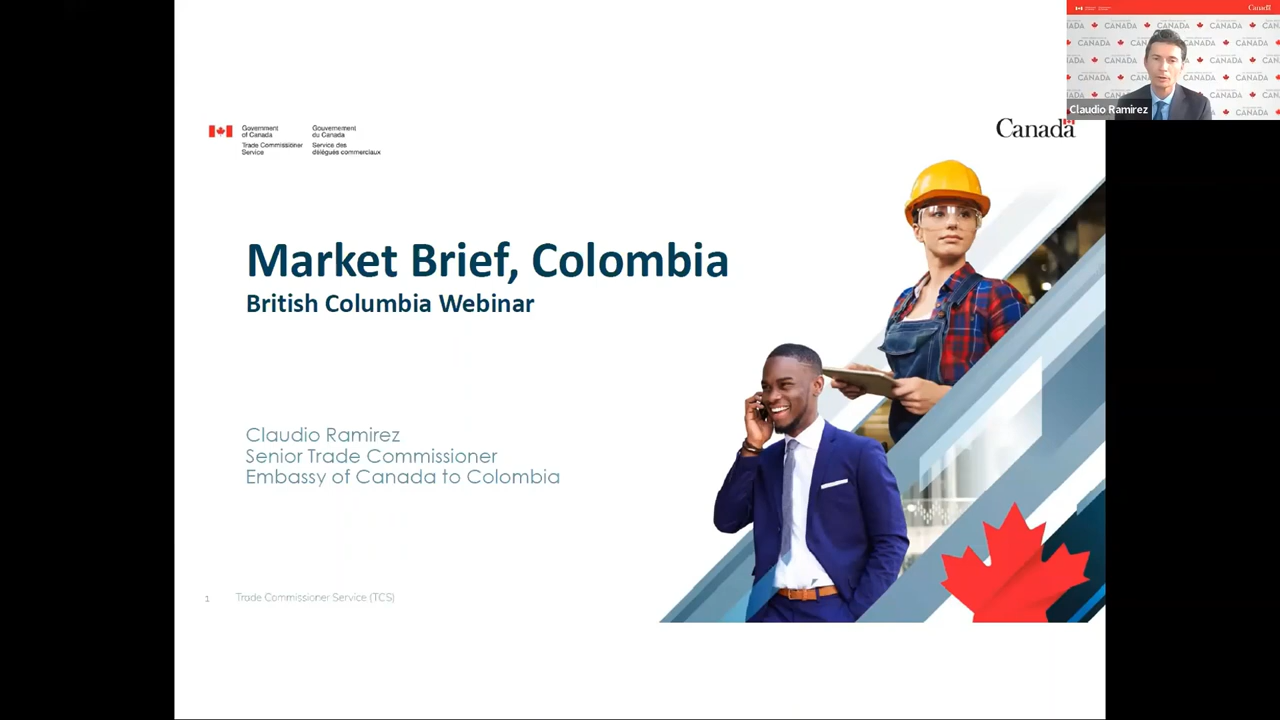 Canada
CANADA
Claudio Ramirez
Government of Canada
Gouvernement du Canada
Trade Commissioner Service
Service des délégués commerciaux
Canada
Market Brief, Colombia
British Columbia Webinar
Claudio Ramirez
Senior Trade Commissioner
Embassy of Canada to Colombia
1 Trade Commissioner Service (TCS)